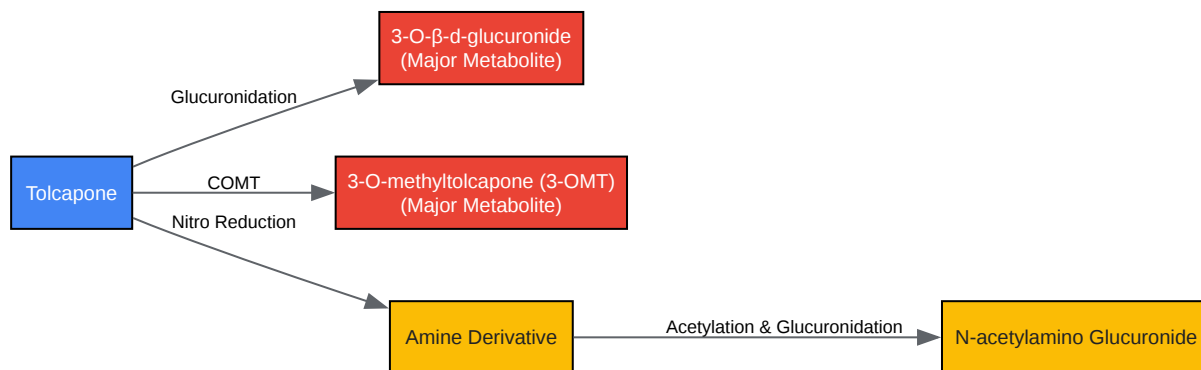 3-O-β-d-glucuronide
(Major Metabolite)
Glucuronidation
Tolcapone
COMT
3-O-methyltolcapone (3-OMT)
(Major Metabolite)
Nitro Reduction
Amine Derivative
Acetylation & Glucuronidation
N-acetylamino Glucuronide